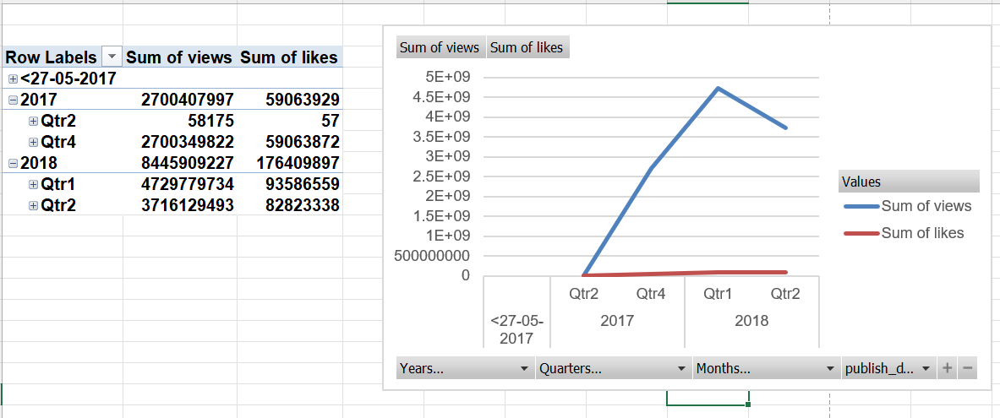 Row Labels Sum of views Sum of likes
<27-05-2017
2017 2700407997 59063929
Qtr2 58175 57
Qtr4 2700349822 59063872
2018 8445909227 176409897
Qtr1 4729779734 93586559
Qtr2 3716129493 82823338
Sum of views Sum of likes
5E+09
4.5E+09
4E+09
3.5E+09
3E+09
2.5E+09
2E+09
1.5E+09
1E+09
500000000
0
Qtr2 Qtr4 Qtr1 Qtr2
<27-05-
2017
2017 2018
Values
Sum of views
Sum of likes
Years... Quarters... Months... publish_d... + −